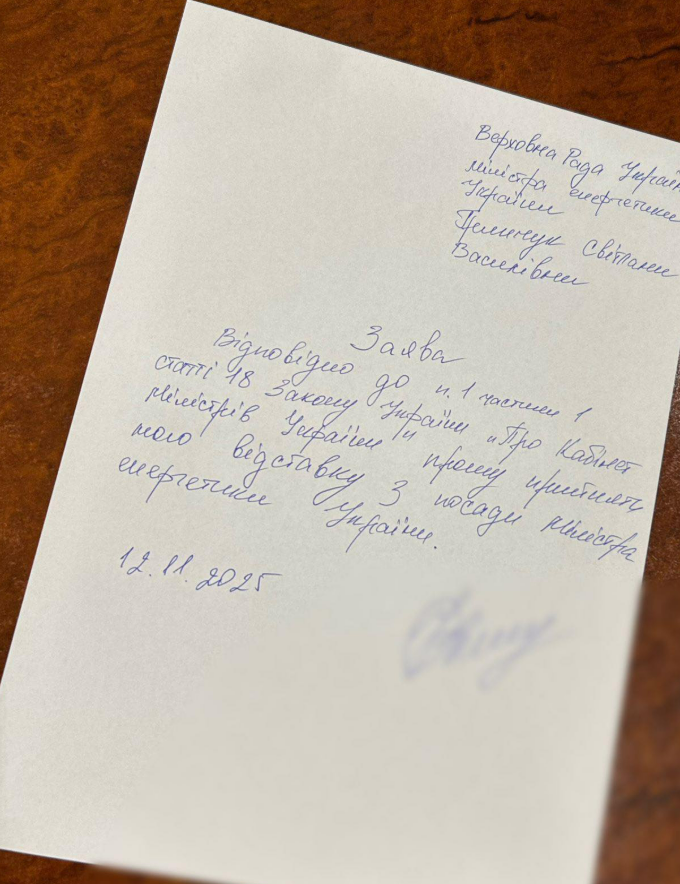 Верховна Рада Україн
міністра енергетики
України
Гринчук Світлани
Василівни
Заява
Відповідно до п. 1 частини 1
статті 18 Закону України „Про Кабінет
Міністрів України" прошу прийняти
мою відставку з посади Міністра
енергетики України.
12.11.2025